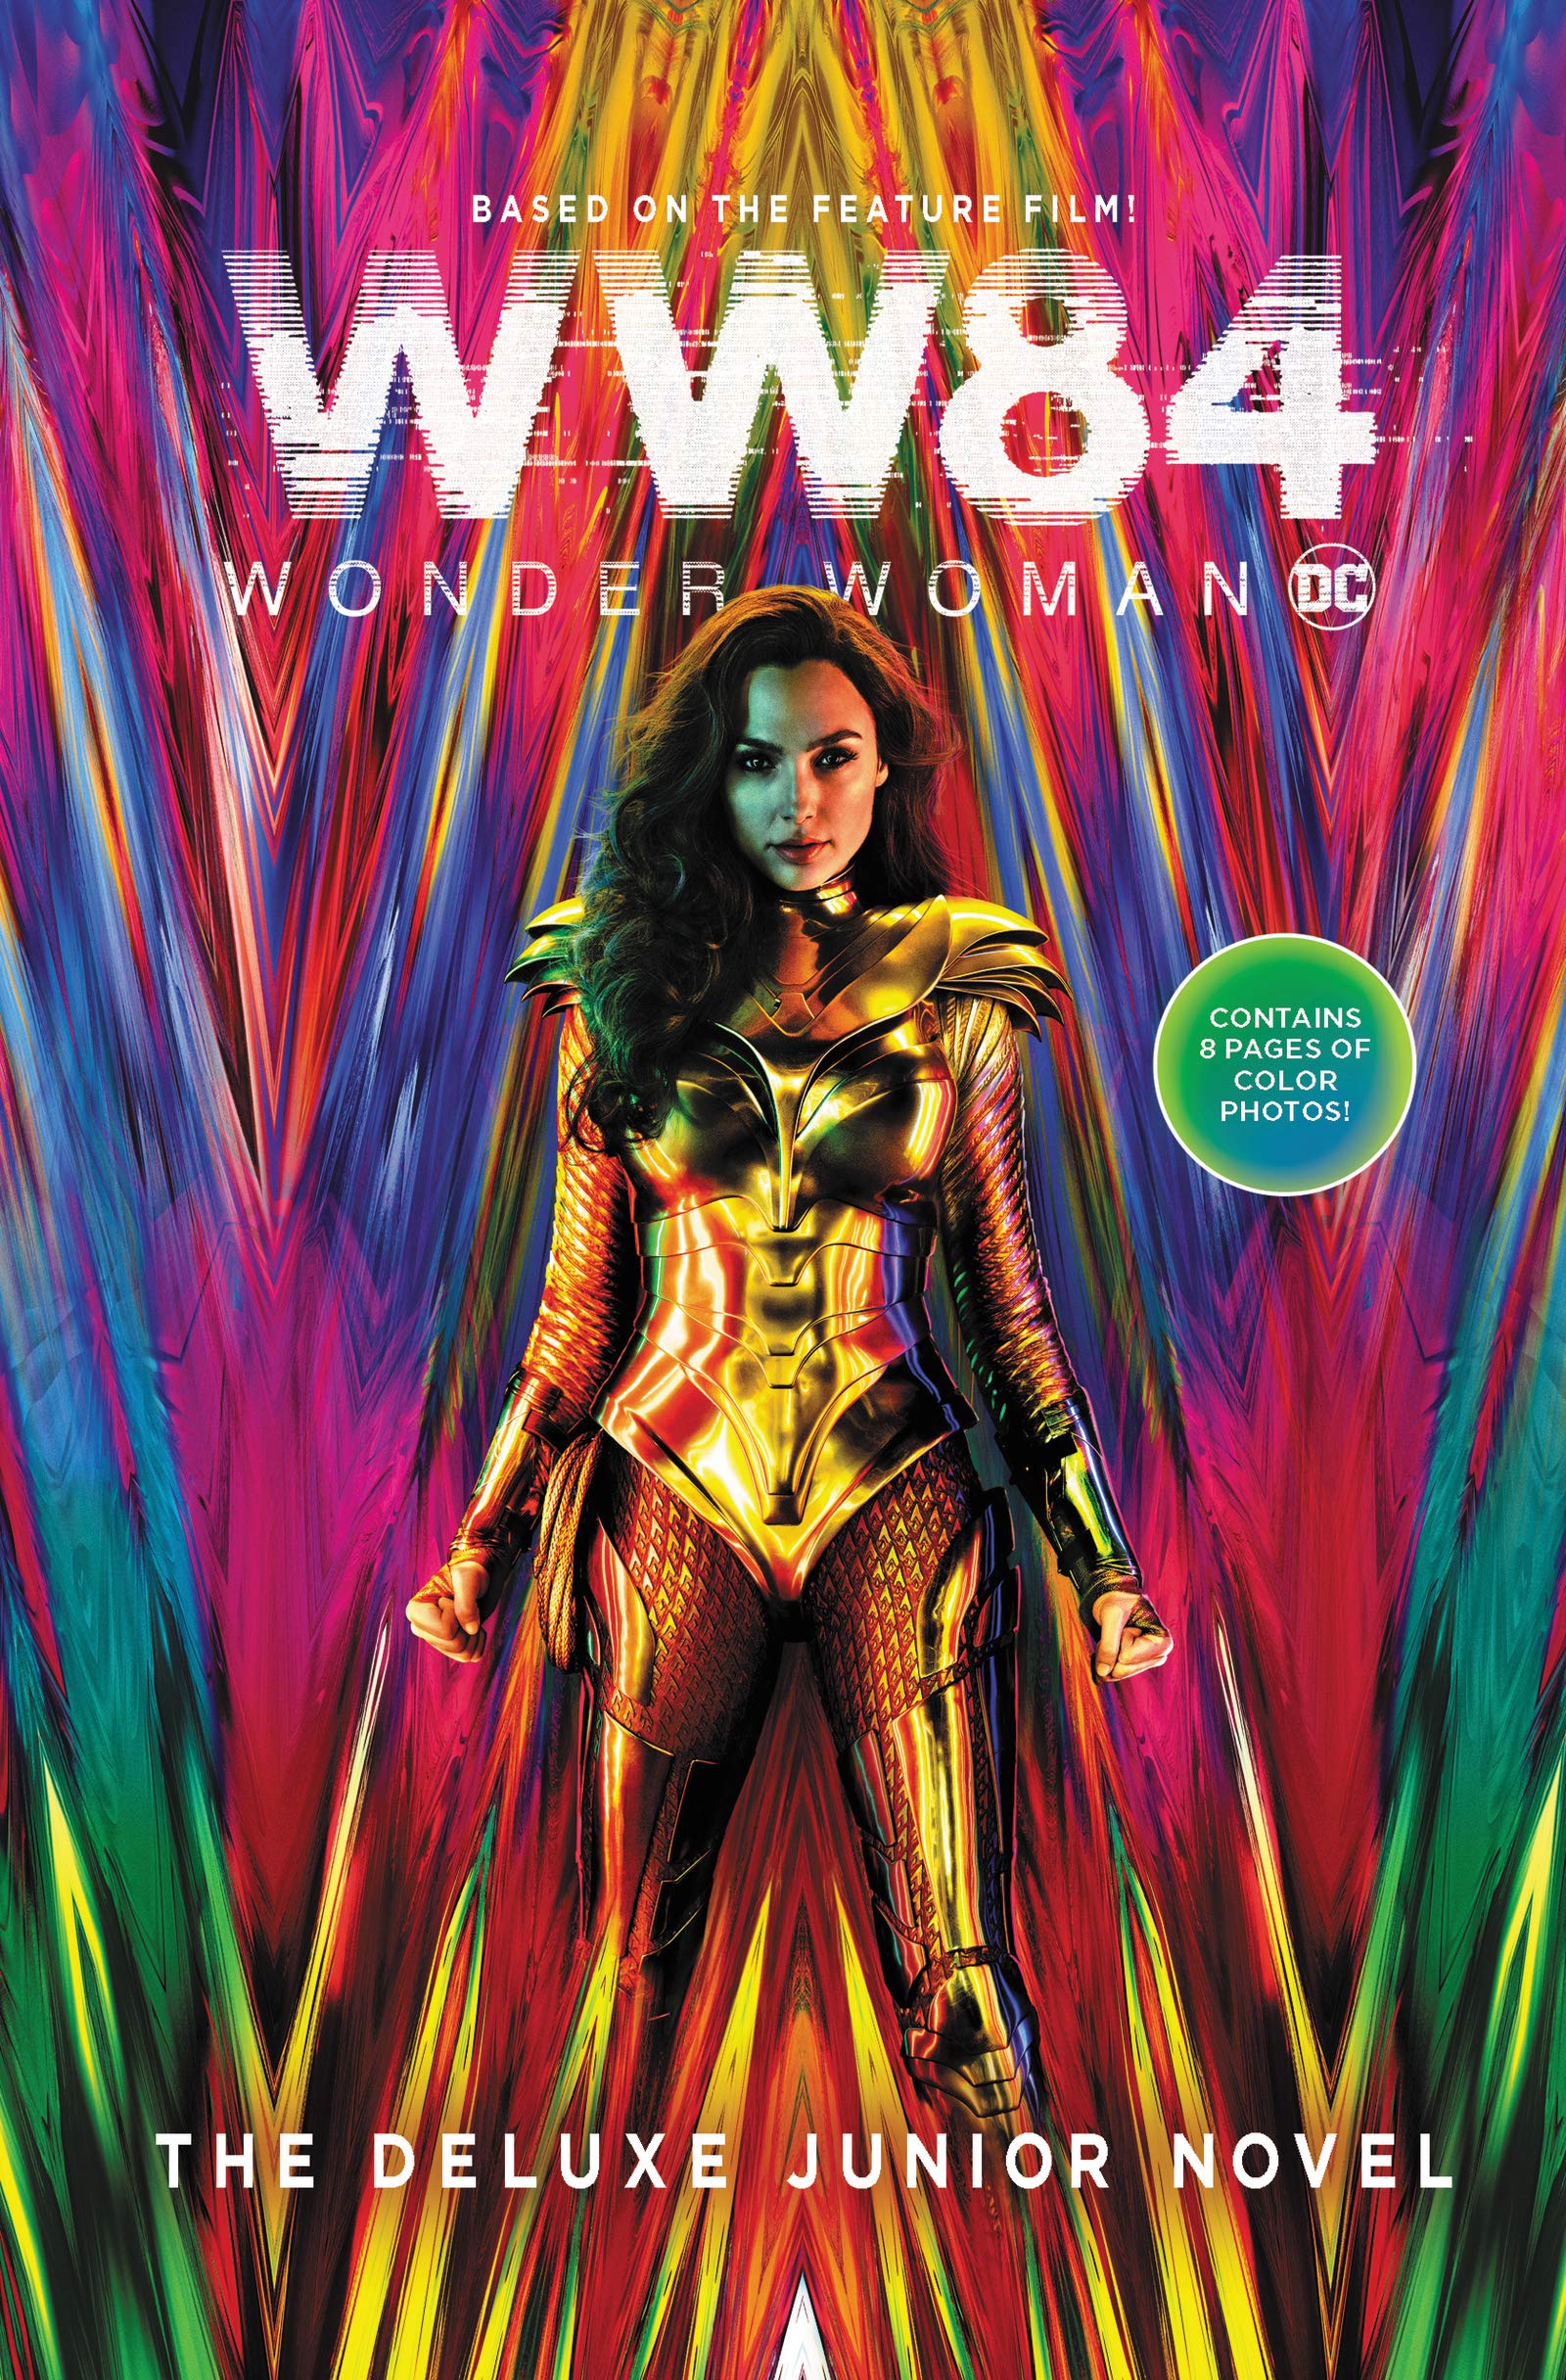 BASED ON THE FEATURE FILM!
WW84
WONDER WOMAN DC
CONTAINS
8 PAGES OF
COLOR
PHOTOS!
THE DELUXE JUNIOR NOVEL